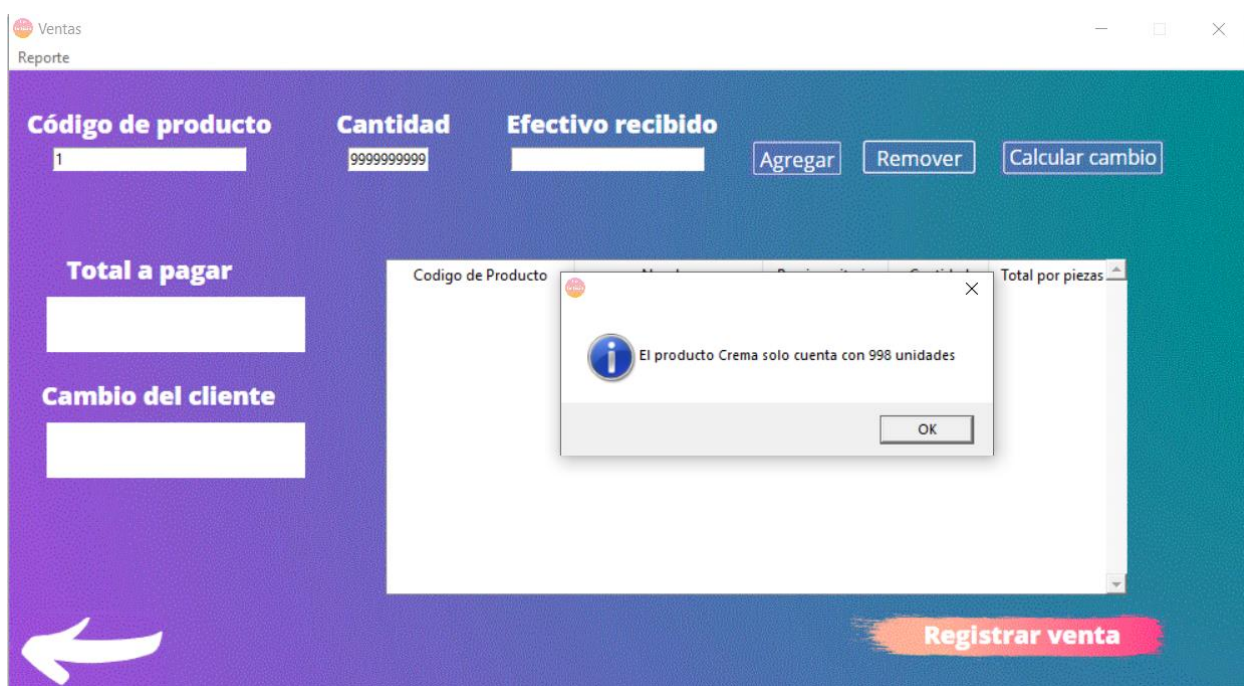 Ventas
Reporte
Código de producto Cantidad Efectivo recibido
1 9999999999 Agregar Remover Calcular cambio
Total a pagar
Codigo de Producto Total por piezas
El producto Crema solo cuenta con 998 unidades
Cambio del cliente
OK
Registrar venta